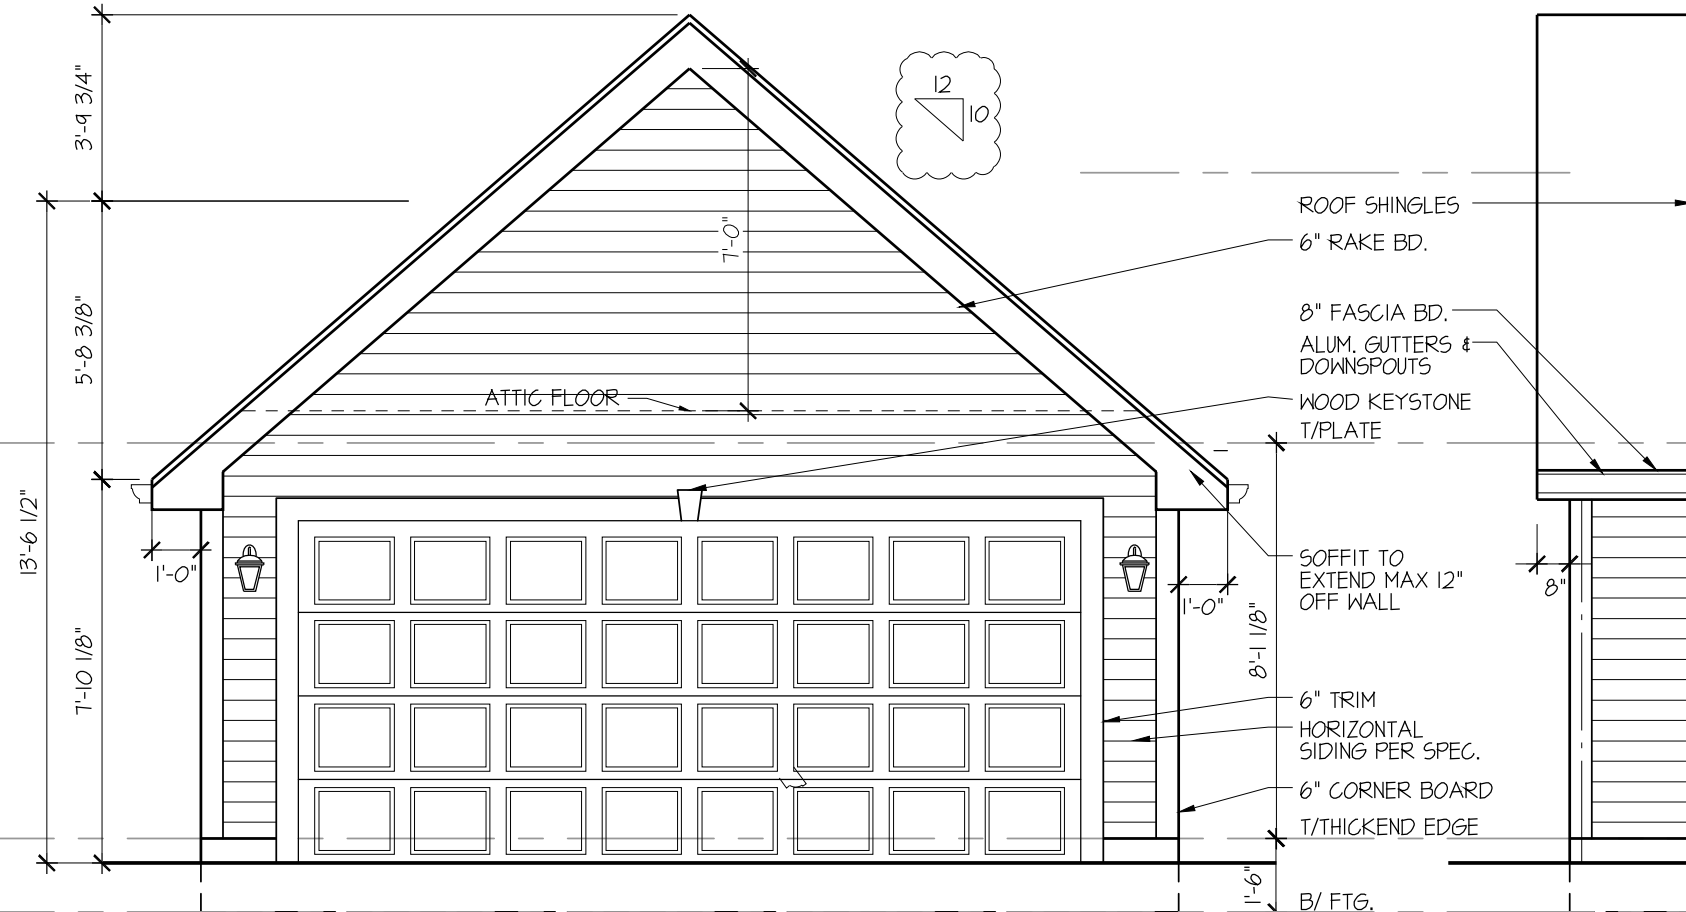 3'-9 3/4"
12
10
ROOF SHINGLES
6" RAKE BD.
7'-0"
8" FASCIA BD.
ALUM. GUTTERS &
DOWNSPOUTS
5'-8 3/8"
ATTIC FLOOR
WOOD KEYSTONE
T/PLATE
13'-6 1/2"
1'-0"
SOFFIT TO
EXTEND MAX 12"
OFF WALL
1'-0"
8"
7'-10 1/8"
8'-1 1/8"
6" TRIM
HORIZONTAL
SIDING PER SPEC.
6" CORNER BOARD
T/THICKEND EDGE
1'-6"
B/ FTG.